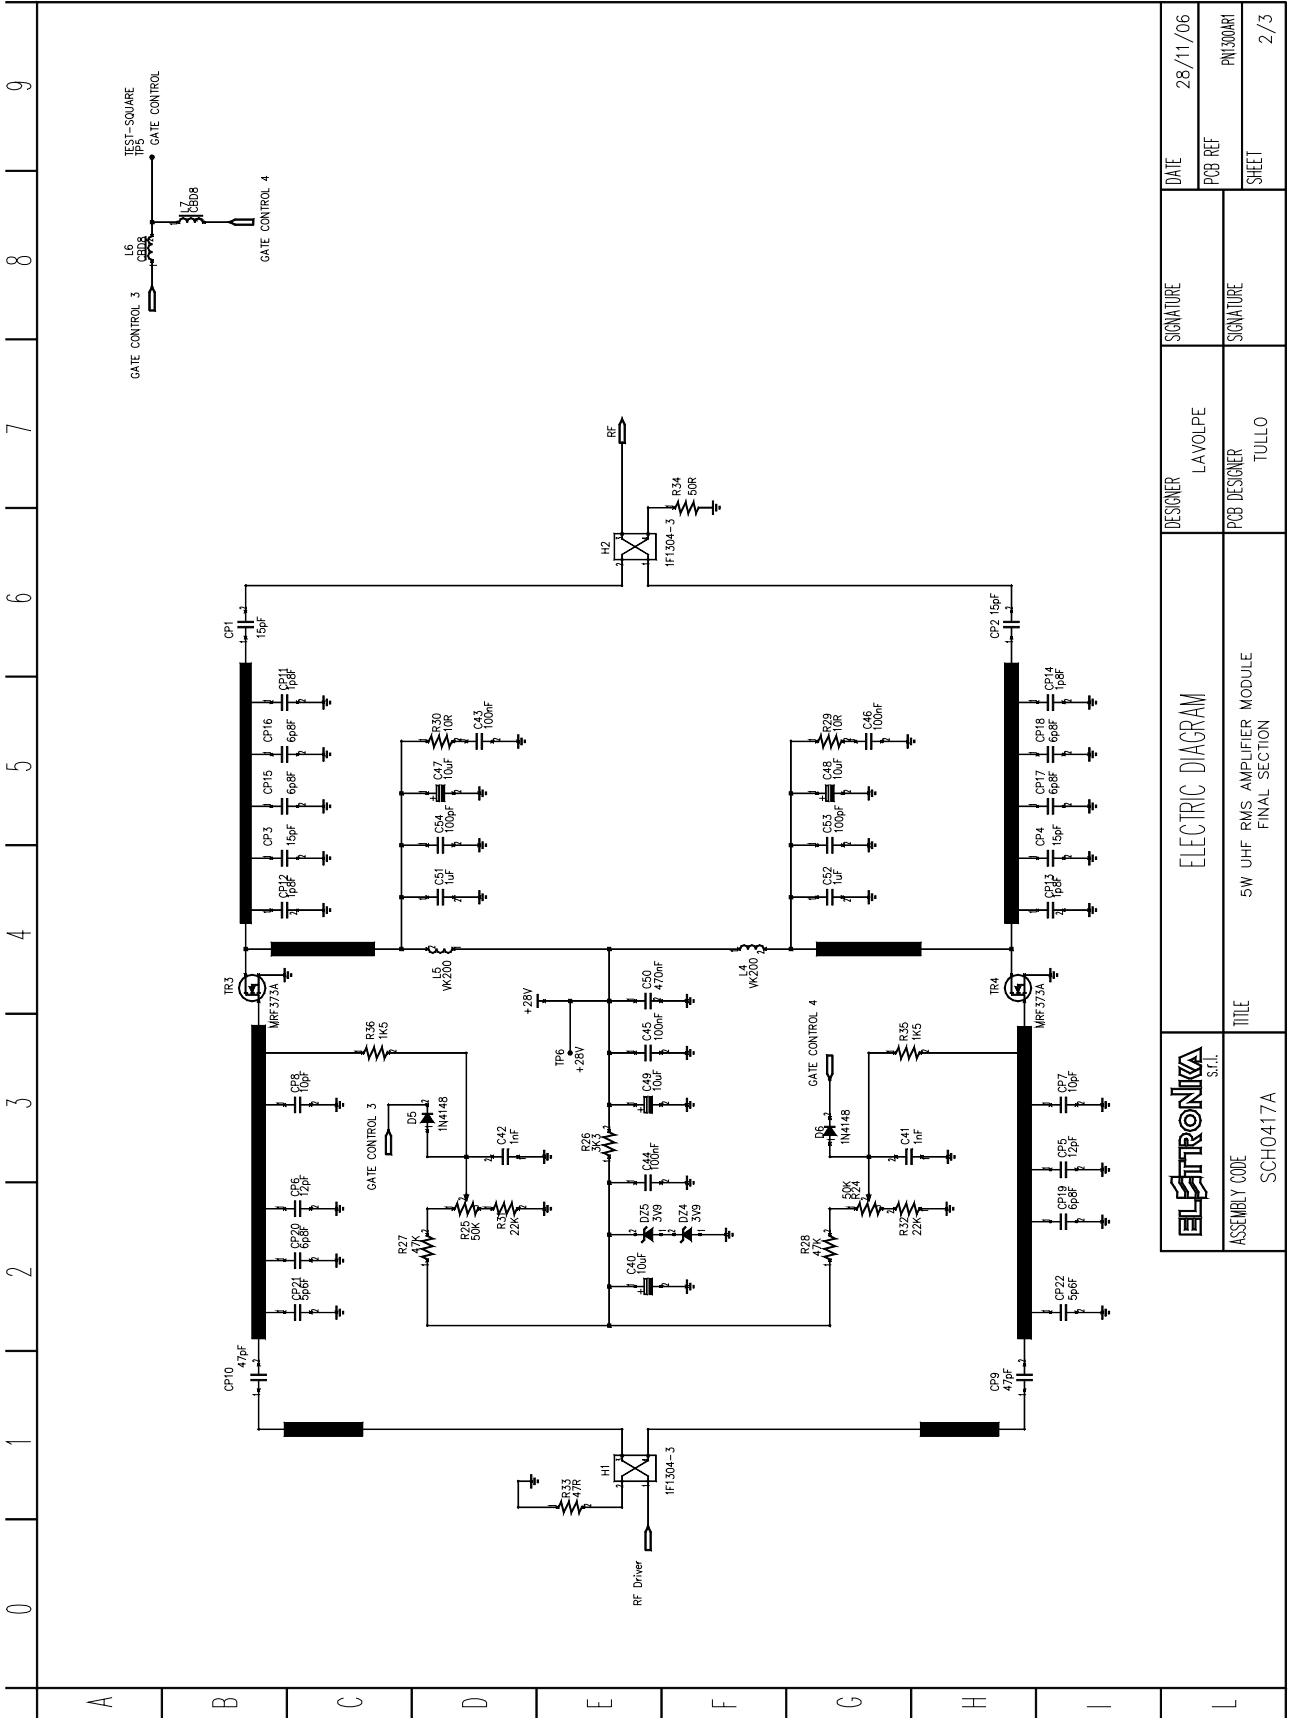 0 1 2 3 4 5 6 7 8 9
A
B
C
D
E
F
G
H
I
L
TEST-SQUARE
TP5
GATE CONTROL
L6
CBD8
1
2
L7
CBD8
GATE CONTROL 3
GATE CONTROL 4
RF Driver
R33
47R
H1
1F1304-3
CP10
47pF
CP21
5p6F
CP20
6p8F
CP6
12pF
CP8
10pF
TR3
MRF373A
CP12
1p8F
CP3
15pF
CP15
6p8F
CP16
6p8F
CP11
1p8F
CP1
15pF
R36
1K5
GATE CONTROL 3
D5
1N4148
R27
47K
R25
50K
R31
22K
C42
1nF
L5
VK200
C51
1uF
C54
100pF
C47
10uF
R30
10R
C43
100nF
+28V
TP6
+28V
C40
10uF
DZ5
3V9
DZ4
3V9
C44
100nF
R26
3K3
C49
10uF
C45
100nF
C50
470nF
L4
VK200
H2
1F1304-3
RF
R34
50R
GATE CONTROL 4
D6
1N4148
R28
47K
50K
R24
R32
22K
C41
1nF
R35
1K5
C52
1uF
C53
100pF
C48
10uF
R29
10R
C46
100nF
CP9
47pF
CP22
5p6F
CP19
6p8F
CP5
12pF
CP7
10pF
TR4
MRF373A
CP13
1p8F
CP4
15pF
CP17
6p8F
CP18
6p8F
CP14
1p8F
CP2 15pF
ELETTRONIKA
s.r.l.
ASSEMBLY CODE
SCH0417A
ELECTRIC DIAGRAM
TITLE
5W UHF RMS AMPLIFIER MODULE
FINAL SECTION
DESIGNER
LAVOLPE
PCB DESIGNER
TULLO
SIGNATURE
SIGNATURE
DATE
28/11/06
PCB REF
PN1300AR1
SHEET
2/3